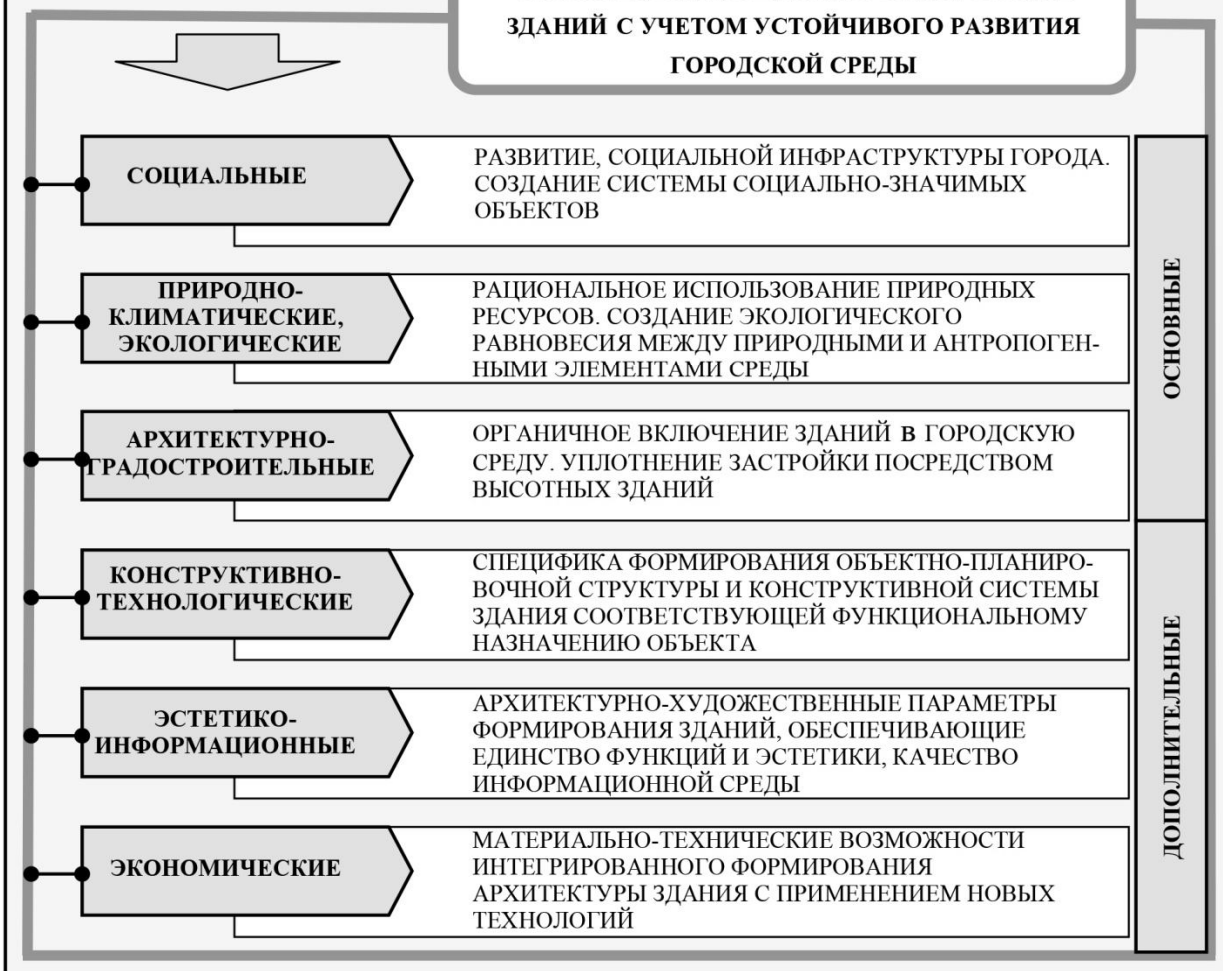 ЗДАНИЙ С УЧЕТОМ УСТОЙЧИВОГО РАЗВИТИЯ
ГОРОДСКОЙ СРЕДЫ
СОЦИАЛЬНЫЕ
РАЗВИТИЕ, СОЦИАЛЬНОЙ ИНФРАСТРУКТУРЫ ГОРОДА.
СОЗДАНИЕ СИСТЕМЫ СОЦИАЛЬНО-ЗНАЧИМЫХ
ОБЪЕКТОВ
ПРИРОДНО-
КЛИМАТИЧЕСКИЕ,
ЭКОЛОГИЧЕСКИЕ
РАЦИОНАЛЬНОЕ ИСПОЛЬЗОВАНИЕ ПРИРОДНЫХ
РЕСУРСОВ. СОЗДАНИЕ ЭКОЛОГИЧЕСКОГО
РАВНОВЕСИЯ МЕЖДУ ПРИРОДНЫМИ И АНТРОПОГЕН-
НЫМИ ЭЛЕМЕНТАМИ СРЕДЫ
АРХИТЕКТУРНО-
ГРАДОСТРОИТЕЛЬНЫЕ
ОРГАНИЧНОЕ ВКЛЮЧЕНИЕ ЗДАНИЙ в ГОРОДСКУЮ
СРЕДУ. УПЛОТНЕНИЕ ЗАСТРОЙКИ ПОСРЕДСТВОМ
ВЫСОТНЫХ ЗДАНИЙ
ОСНОВНЫЕ
КОНСТРУКТИВНО-
ТЕХНОЛОГИЧЕСКИЕ
СПЕЦИФИКА ФОРМИРОВАНИЯ ОБЪЕКТНО-ПЛАНИРО-
ВОЧНОЙ СТРУКТУРЫ И КОНСТРУКТИВНОЙ СИСТЕМЫ
ЗДАНИЯ СООТВЕТСТВУЮЩЕЙ ФУНКЦИОНАЛЬНОМУ
НАЗНАЧЕНИЮ ОБЪЕКТА
ЭСТЕТИКО-
ИНФОРМАЦИОННЫЕ
АРХИТЕКТУРНО-ХУДОЖЕСТВЕННЫЕ ПАРАМЕТРЫ
ФОРМИРОВАНИЯ ЗДАНИЙ, ОБЕСПЕЧИВАЮЩИЕ
ЕДИНСТВО ФУНКЦИЙ И ЭСТЕТИКИ, КАЧЕСТВО
ИНФОРМАЦИОННОЙ СРЕДЫ
ЭКОНОМИЧЕСКИЕ
МАТЕРИАЛЬНО-ТЕХНИЧЕСКИЕ ВОЗМОЖНОСТИ
ИНТЕГРИРОВАННОГО ФОРМИРОВАНИЯ
АРХИТЕКТУРЫ ЗДАНИЯ С ПРИМЕНЕНИЕМ НОВЫХ
ТЕХНОЛОГИЙ
ДОПОЛНИТЕЛЬНЫЕ